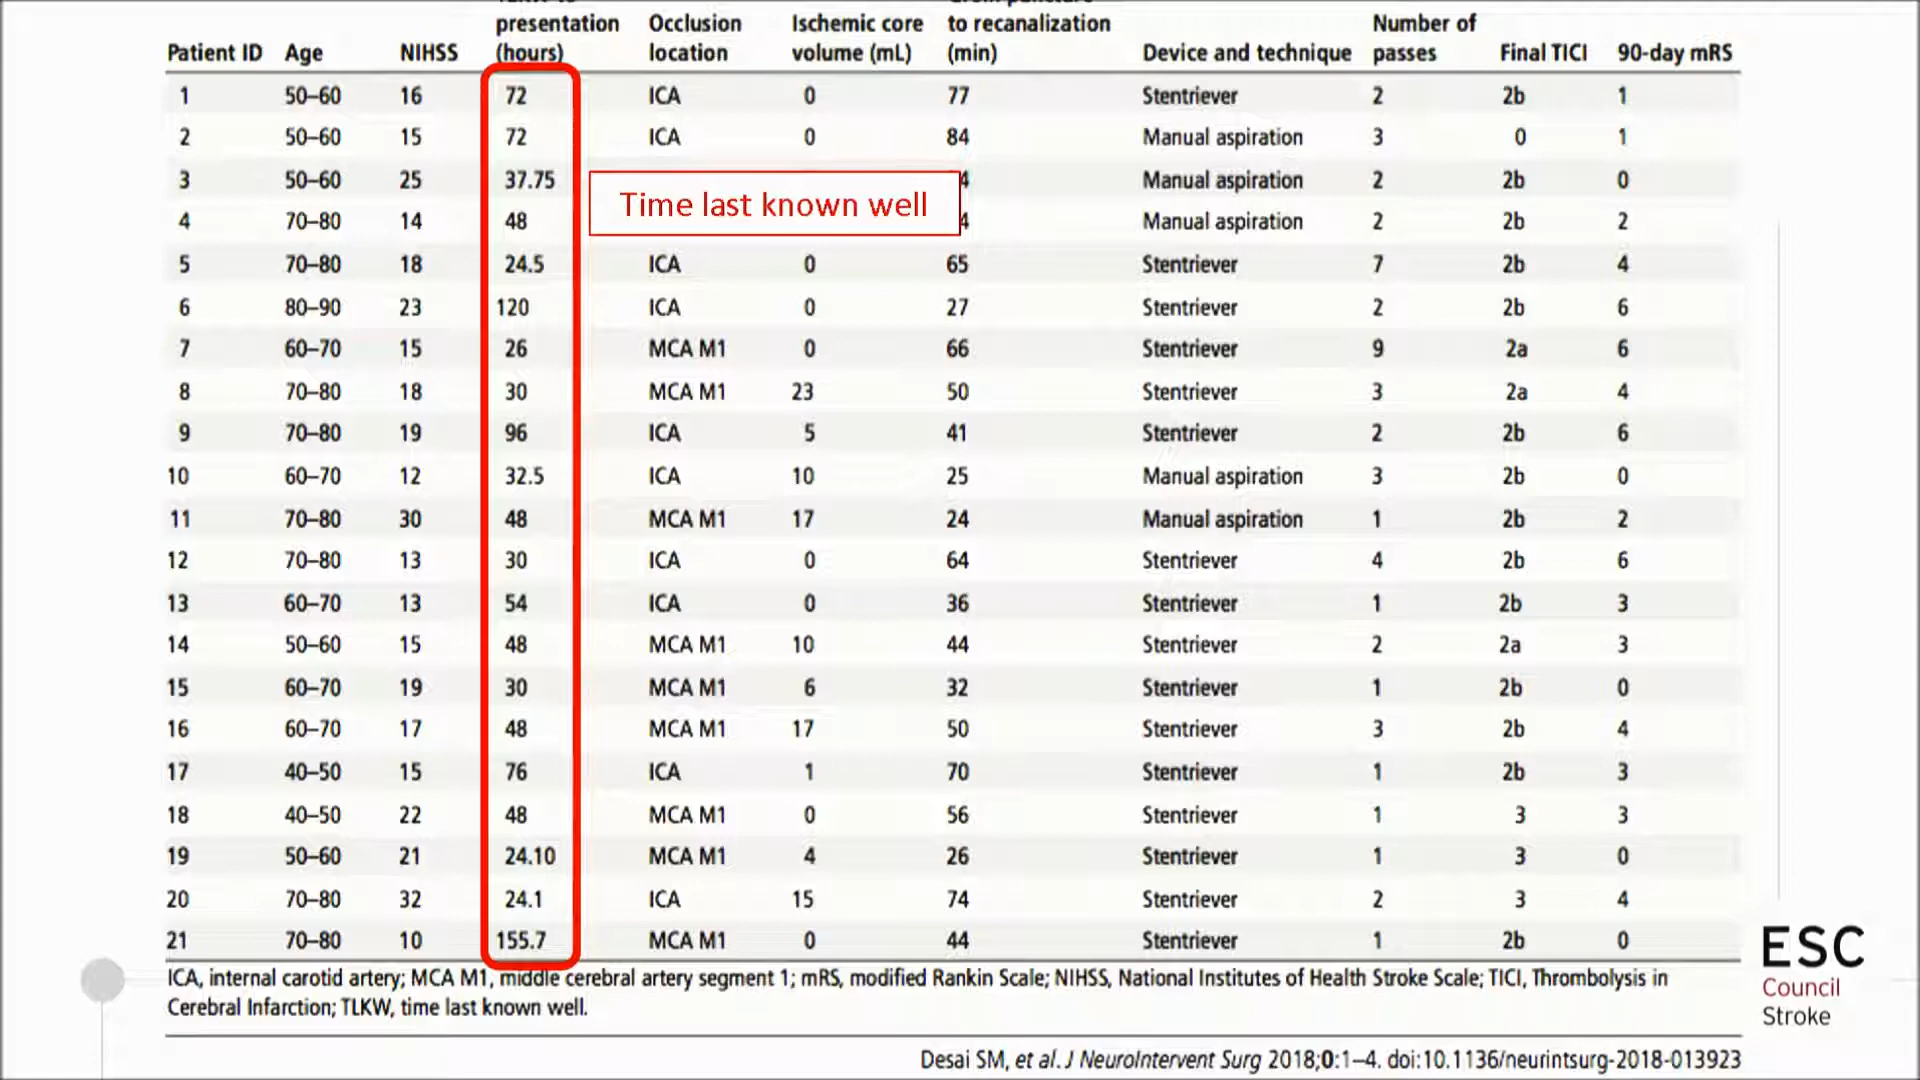 presentation Occlusion Ischemic core to recanalization Number of
Patient ID Age NIHSS (hours) location volume (mL) (min) Device and technique passes Final TICI 90-day mRS
1 50–60 16 72 ICA 0 77 Stentriever 2 2b 1
2 50–60 15 72 ICA 0 84 Manual aspiration 3 0 1
3 50–60 25 37.75 4 Manual aspiration 2 2b 0
Time last known well
4 70–80 14 48 4 Manual aspiration 2 2b 2
5 70–80 18 24.5 ICA 0 65 Stentriever 7 2b 4
6 80–90 23 120 ICA 0 27 Stentriever 2 2b 6
7 60–70 15 26 MCA M1 0 66 Stentriever 9 2a 6
8 70–80 18 30 MCA M1 23 50 Stentriever 3 2a 4
9 70–80 19 96 ICA 5 41 Stentriever 2 2b 6
10 60–70 12 32.5 ICA 10 25 Manual aspiration 3 2b 0
11 70–80 30 48 MCA M1 17 24 Manual aspiration 1 2b 2
12 70–80 13 30 ICA 0 64 Stentriever 4 2b 6
13 60–70 13 54 ICA 0 36 Stentriever 1 2b 3
14 50–60 15 48 MCA M1 10 44 Stentriever 2 2a 3
15 60–70 19 30 MCA M1 6 32 Stentriever 1 2b 0
16 60–70 17 48 MCA M1 17 50 Stentriever 3 2b 4
17 40–50 15 76 ICA 1 70 Stentriever 1 2b 3
18 40–50 22 48 MCA M1 0 56 Stentriever 1 3 3
19 50–60 21 24.10 MCA M1 4 26 Stentriever 1 3 0
20 70–80 32 24.1 ICA 15 74 Stentriever 2 3 4
21 70–80 10 155.7 MCA M1 0 44 Stentriever 1 2b 0
ICA, internal carotid artery; MCA M1, middle cerebral artery segment 1; mRS, modified Rankin Scale; NIHSS, National Institutes of Health Stroke Scale; TICI, Thrombolysis in
Cerebral Infarction; TLKW, time last known well.
ESC
Council
Stroke
Desai SM, et al. J NeuroIntervent Surg 2018;0:1–4. doi:10.1136/neurintsurg-2018-013923